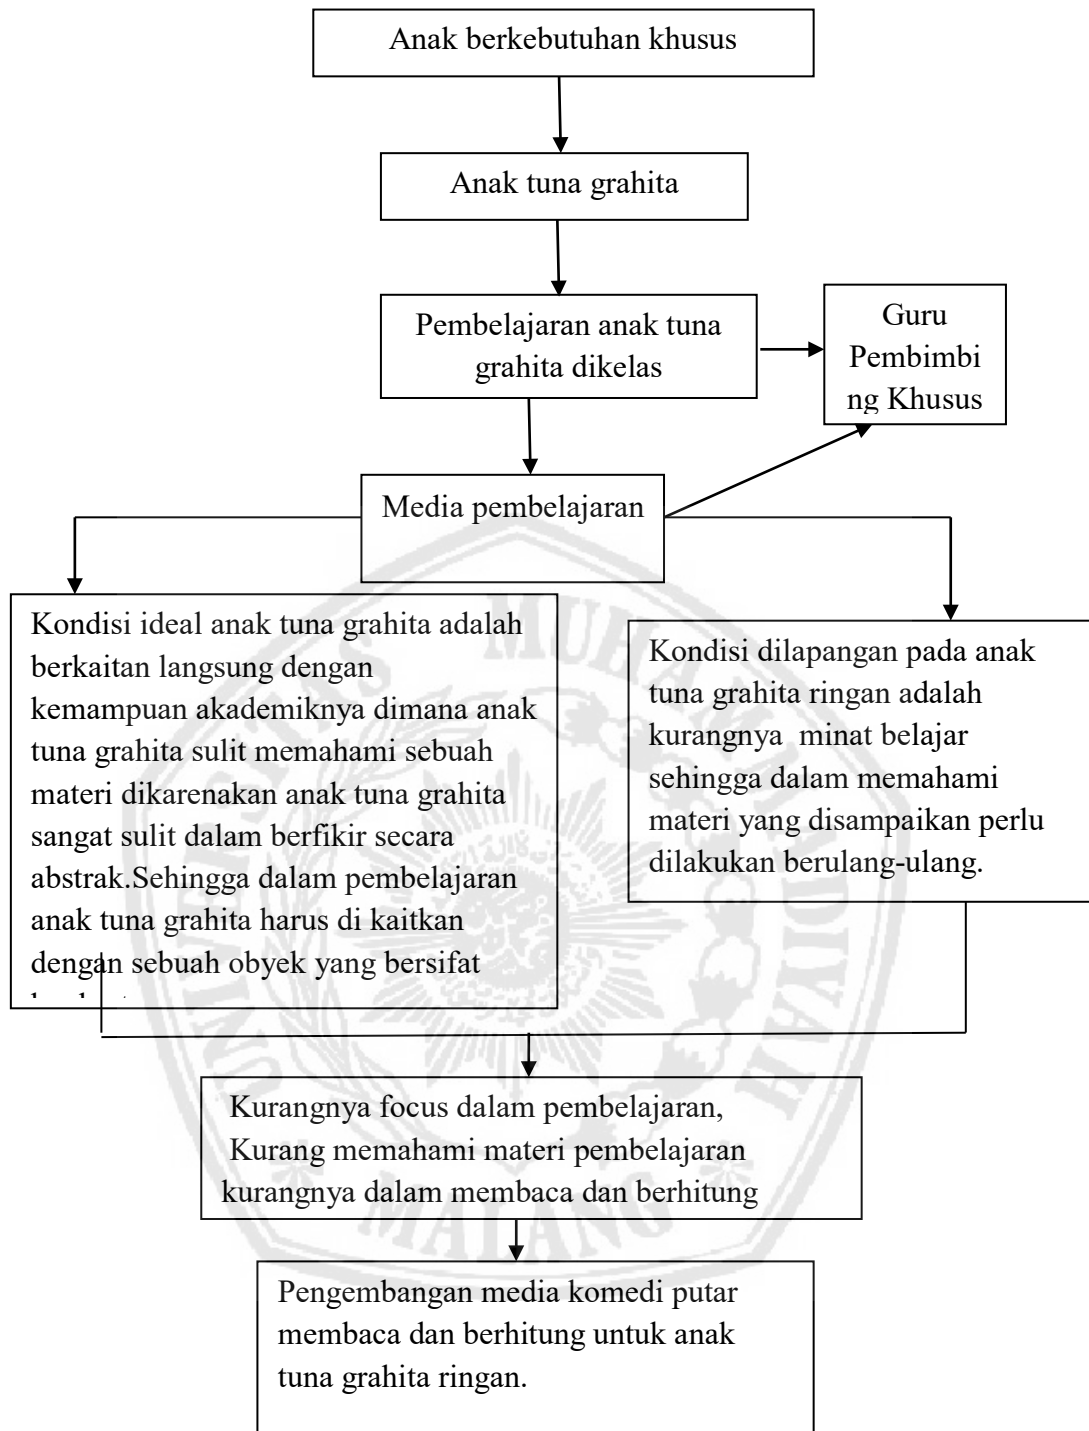 Anak berkebutuhan khusus
Anak tuna grahita
Pembelajaran anak tuna
grahita dikelas
Guru
Pembimbi
ng Khusus
Media pembelajaran
Kondisi ideal anak tuna grahita adalah
berkaitan langsung dengan
kemampuan akademiknya dimana anak
tuna grahita sulit memahami sebuah
materi dikarenakan anak tuna grahita
sangat sulit dalam berfikir secara
abstrak.Sehingga dalam pembelajaran
anak tuna grahita harus di kaitkan
dengan sebuah obyek yang bersifat
Kondisi dilapangan pada anak
tuna grahita ringan adalah
kurangnya minat belajar
sehingga dalam memahami
materi yang disampaikan perlu
dilakukan berulang-ulang.
Kurangnya focus dalam pembelajaran,
Kurang memahami materi pembelajaran
kurangnya dalam membaca dan berhitung
Pengembangan media komedi putar
membaca dan berhitung untuk anak
tuna grahita ringan.
UNIVERSITAS MUHAMMADIYAH
MALANG